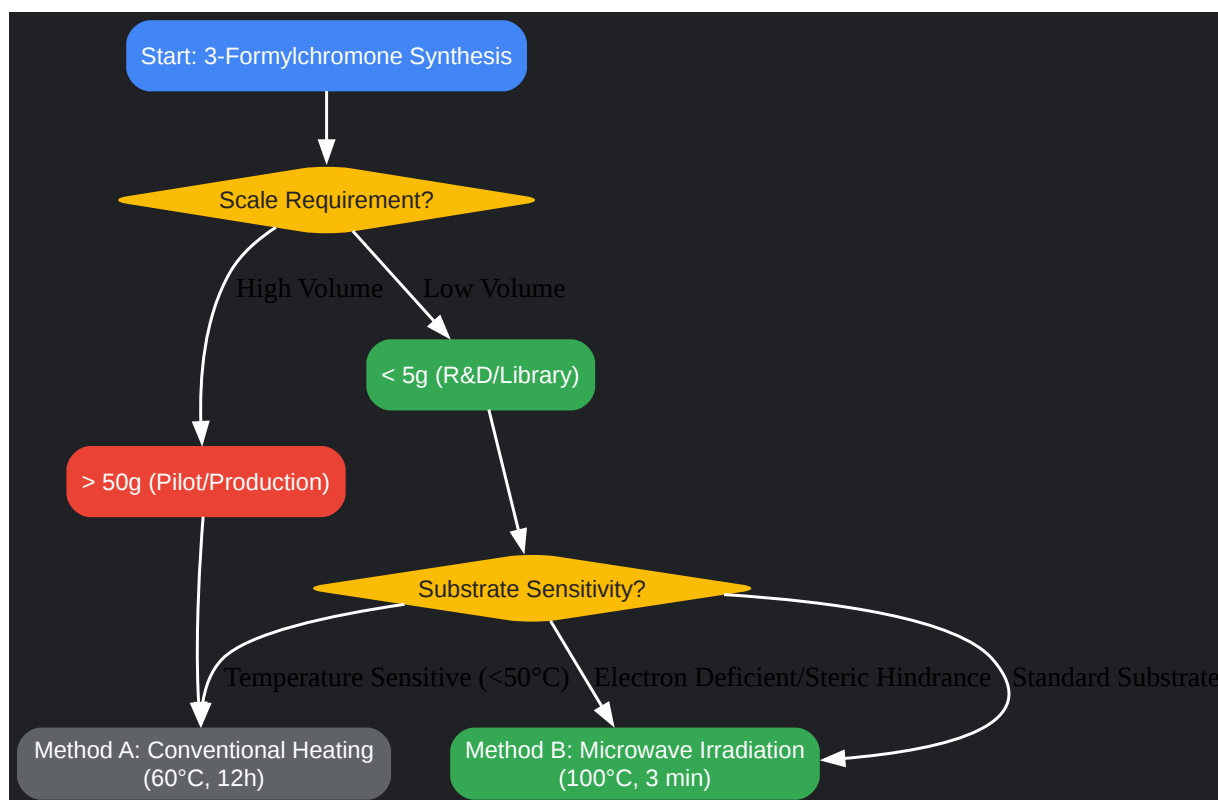 Start: 3-Formylchromone Synthesis
Scale Requirement?
High Volume
Low Volume
< 5g (R&D/Library)
> 50g (Pilot/Production)
Substrate Sensitivity?
Temperature Sensitive (<50°C)
Electron Deficient/Steric Hindrance
Standard Substrate
Method A: Conventional Heating
(60°C, 12h)
Method B: Microwave Irradiation
(100°C, 3 min)